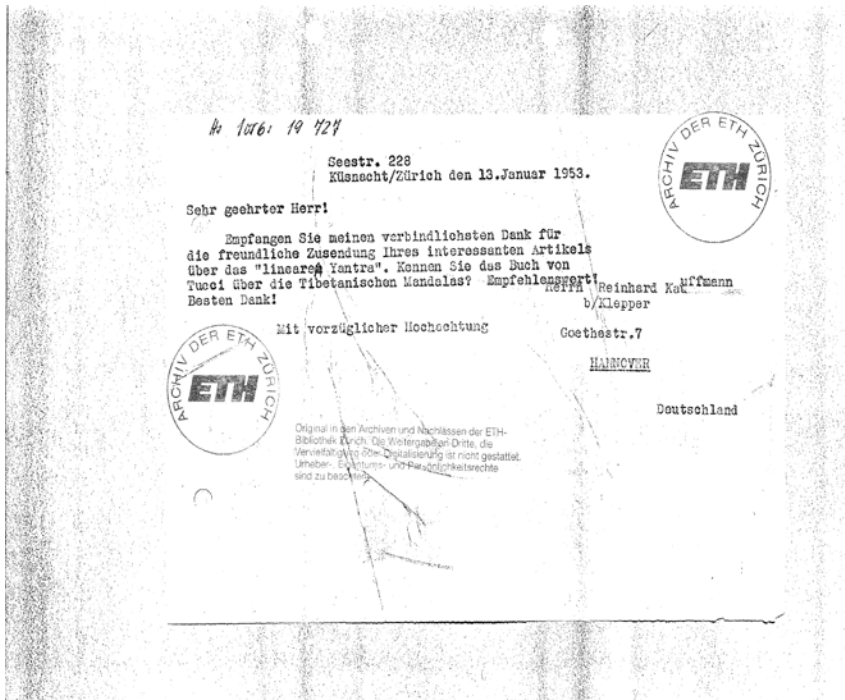 Hs 1056: 19 727
Seestr. 228
Küsnacht/Zürich den 13.Januar 1953.
ARCHIV DER ETH ZÜRICH
ETH
Sehr geehrter Herr!
Empfangen Sie meinen verbindlichsten Dank für
die freundliche Zusendung Ihres interessanten Artikels
über das "lineare Yantra". Kennen Sie das Buch von
Tucci über die Tibetanischen Mandalas? Empfehlenswert!
Besten Dank!
Herrn Reinhard Kauffmann
b/Klepper
Mit vorzüglicher Hochachtung
Goethestr.7
HANNOVER
Deutschland
ARCHIV DER ETH ZÜRICH
ETH
Original in den Archiven und Nachlässen der ETH-
Bibliothek Zürich. Die Weitergabe an Dritte, die
Vervielfältigung oder Digitalisierung ist nicht gestattet.
Urheber-, Eigentums- und Persönlichkeitsrechte
sind zu beachten.